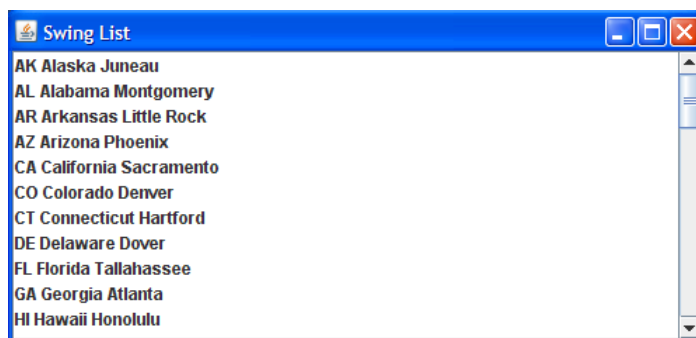 Swing List
AK Alaska Juneau
AL Alabama Montgomery
AR Arkansas Little Rock
AZ Arizona Phoenix
CA California Sacramento
CO Colorado Denver
CT Connecticut Hartford
DE Delaware Dover
FL Florida Tallahassee
GA Georgia Atlanta
HI Hawaii Honolulu